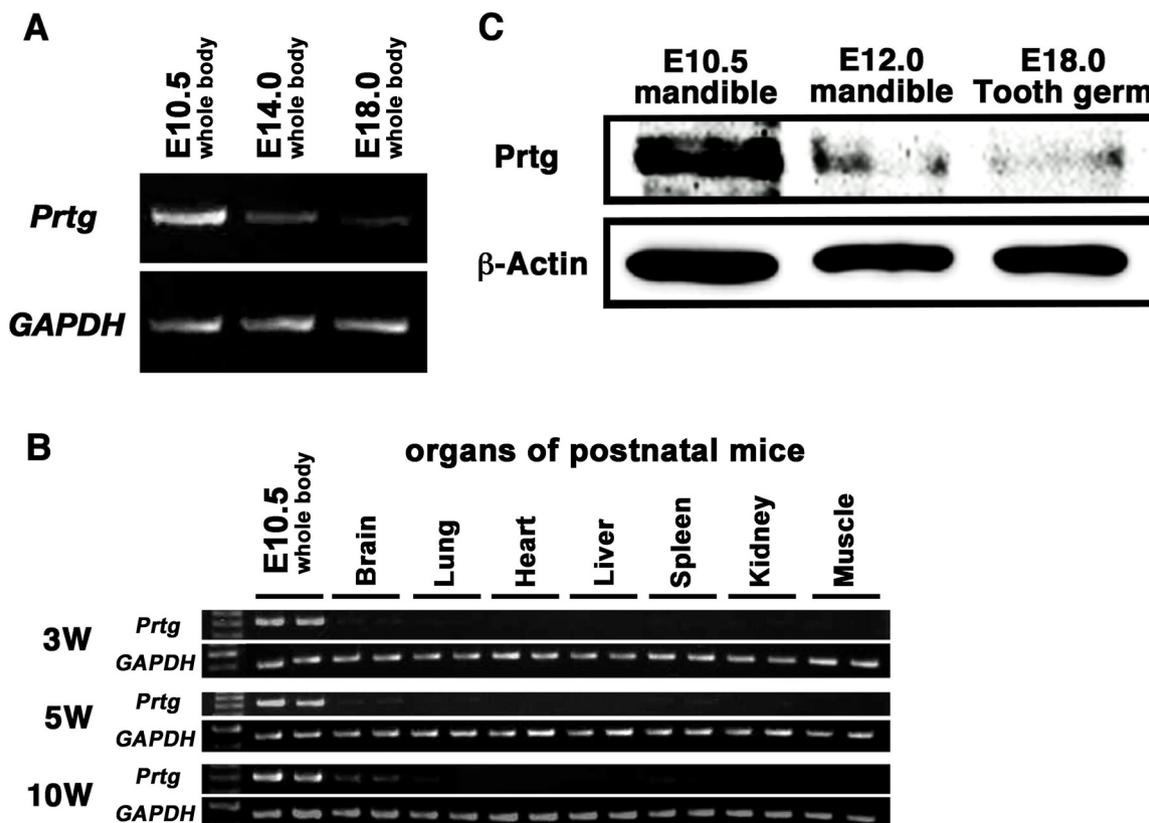 A
E10.5
whole body
E14.0
whole body
E18.0
whole body
Prtg
GAPDH
C
E10.5
mandible
E12.0
mandible
E18.0
Tooth germ
Prtg
β-Actin
B
organs of postnatal mice
E10.5
whole body
Brain
Lung
Heart
Liver
Spleen
Kidney
Muscle
3W
Prtg
GAPDH
5W
Prtg
GAPDH
10W
Prtg
GAPDH